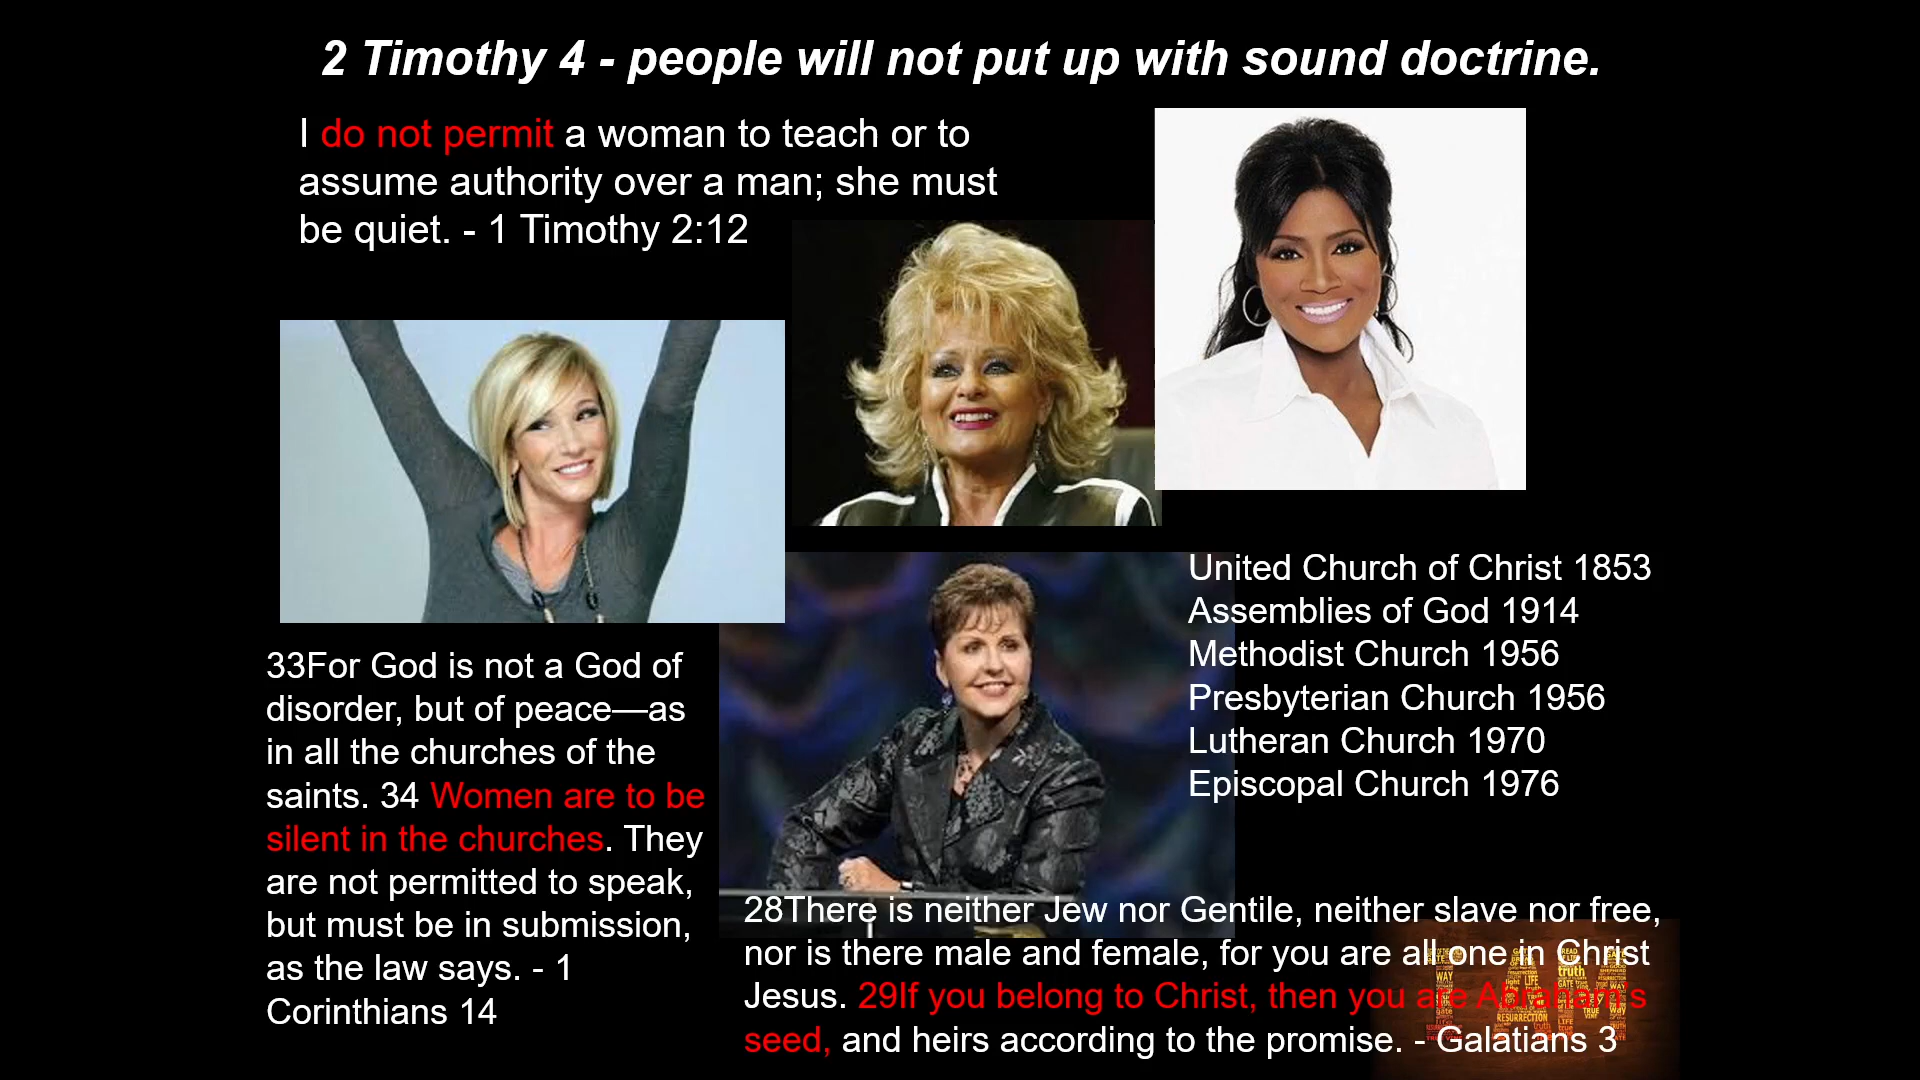 2 Timothy 4 - people will not put up with sound doctrine.
I do not permit a woman to teach or to
assume authority over a man; she must
be quiet. - 1 Timothy 2:12
United Church of Christ 1853
Assemblies of God 1914
Methodist Church 1956
Presbyterian Church 1956
Lutheran Church 1970
Episcopal Church 1976
33For God is not a God of
disorder, but of peace—as
in all the churches of the
saints. 34 Women are to be
silent in the churches. They
are not permitted to speak,
but must be in submission,
as the law says. - 1
Corinthians 14
28There is neither Jew nor Gentile, neither slave nor free,
nor is there male and female, for you are all one in Christ
Jesus. 29If you belong to Christ, then you are Abraham's
seed, and heirs according to the promise. - Galatians 3